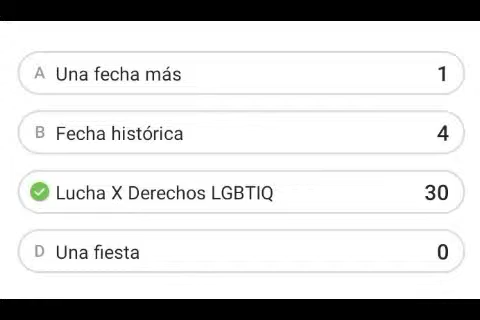 A Una fecha más 1
B Fecha histórica 4
Lucha X Derechos LGBTIQ 30
D Una fiesta 0